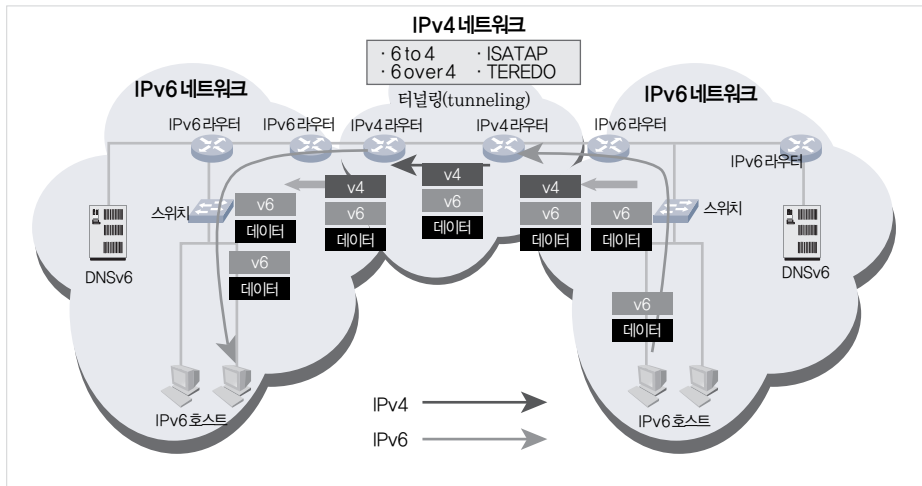 IPv4 네트워크
· 6 to 4 · ISATAP
· 6 over 4 · TEREDO
터널링(tunneling)
IPv6 네트워크
IPv6 네트워크
IPv6 라우터
IPv6 라우터
IPv4 라우터
IPv4 라우터
IPv6 라우터
IPv6 라우터
스위치
v6
데이터
v4
v6
데이터
v4
v6
v4
v6
데이터
v6
데이터
스위치
DNSv6
v6
데이터
v6
데이터
DNSv6
IPv6 호스트
IPv6 호스트
IPv4
IPv6
데이터